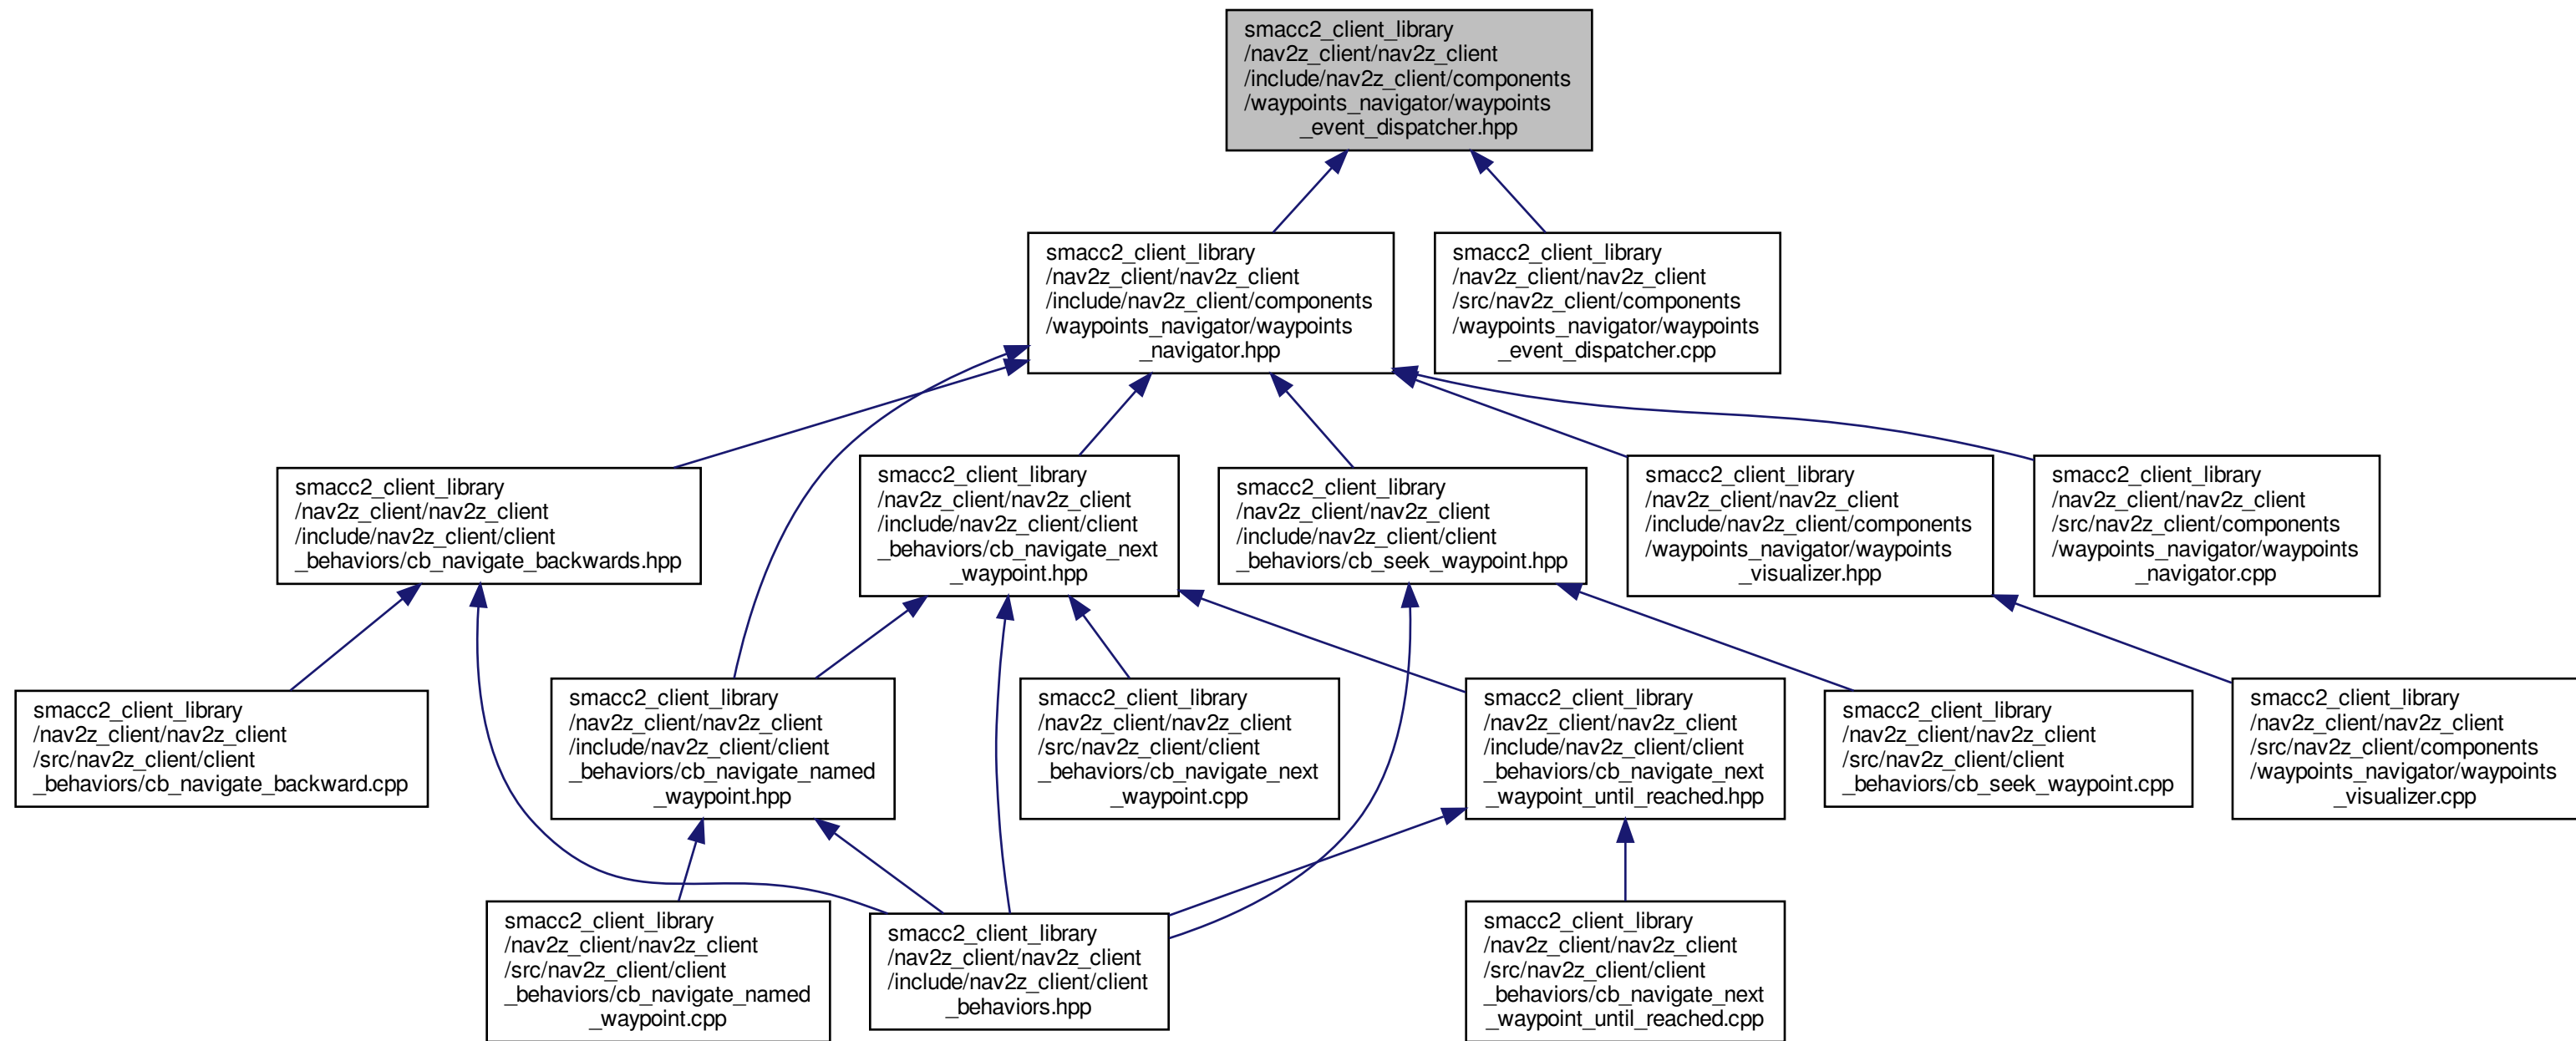 smacc2_client_library
/nav2z_client/nav2z_client
/include/nav2z_client/components
/waypoints_navigator/waypoints
_event_dispatcher.hpp
smacc2_client_library
/nav2z_client/nav2z_client
/include/nav2z_client/components
/waypoints_navigator/waypoints
_navigator.hpp
smacc2_client_library
/nav2z_client/nav2z_client
/src/nav2z_client/components
/waypoints_navigator/waypoints
_event_dispatcher.cpp
smacc2_client_library
/nav2z_client/nav2z_client
/include/nav2z_client/client
_behaviors/cb_navigate_backwards.hpp
smacc2_client_library
/nav2z_client/nav2z_client
/include/nav2z_client/client
_behaviors/cb_navigate_next
_waypoint.hpp
smacc2_client_library
/nav2z_client/nav2z_client
/include/nav2z_client/client
_behaviors/cb_seek_waypoint.hpp
smacc2_client_library
/nav2z_client/nav2z_client
/include/nav2z_client/components
/waypoints_navigator/waypoints
_visualizer.hpp
smacc2_client_library
/nav2z_client/nav2z_client
/src/nav2z_client/components
/waypoints_navigator/waypoints
_navigator.cpp
smacc2_client_library
/nav2z_client/nav2z_client
/src/nav2z_client/client
_behaviors/cb_navigate_backward.cpp
smacc2_client_library
/nav2z_client/nav2z_client
/include/nav2z_client/client
_behaviors/cb_navigate_named
_waypoint.hpp
smacc2_client_library
/nav2z_client/nav2z_client
/src/nav2z_client/client
_behaviors/cb_navigate_next
_waypoint.cpp
smacc2_client_library
/nav2z_client/nav2z_client
/include/nav2z_client/client
_behaviors/cb_navigate_next
_waypoint_until_reached.hpp
smacc2_client_library
/nav2z_client/nav2z_client
/src/nav2z_client/client
_behaviors/cb_seek_waypoint.cpp
smacc2_client_library
/nav2z_client/nav2z_client
/src/nav2z_client/components
/waypoints_navigator/waypoints
_visualizer.cpp
smacc2_client_library
/nav2z_client/nav2z_client
/src/nav2z_client/client
_behaviors/cb_navigate_named
_waypoint.cpp
smacc2_client_library
/nav2z_client/nav2z_client
/include/nav2z_client/client
_behaviors.hpp
smacc2_client_library
/nav2z_client/nav2z_client
/src/nav2z_client/client
_behaviors/cb_navigate_next
_waypoint_until_reached.cpp